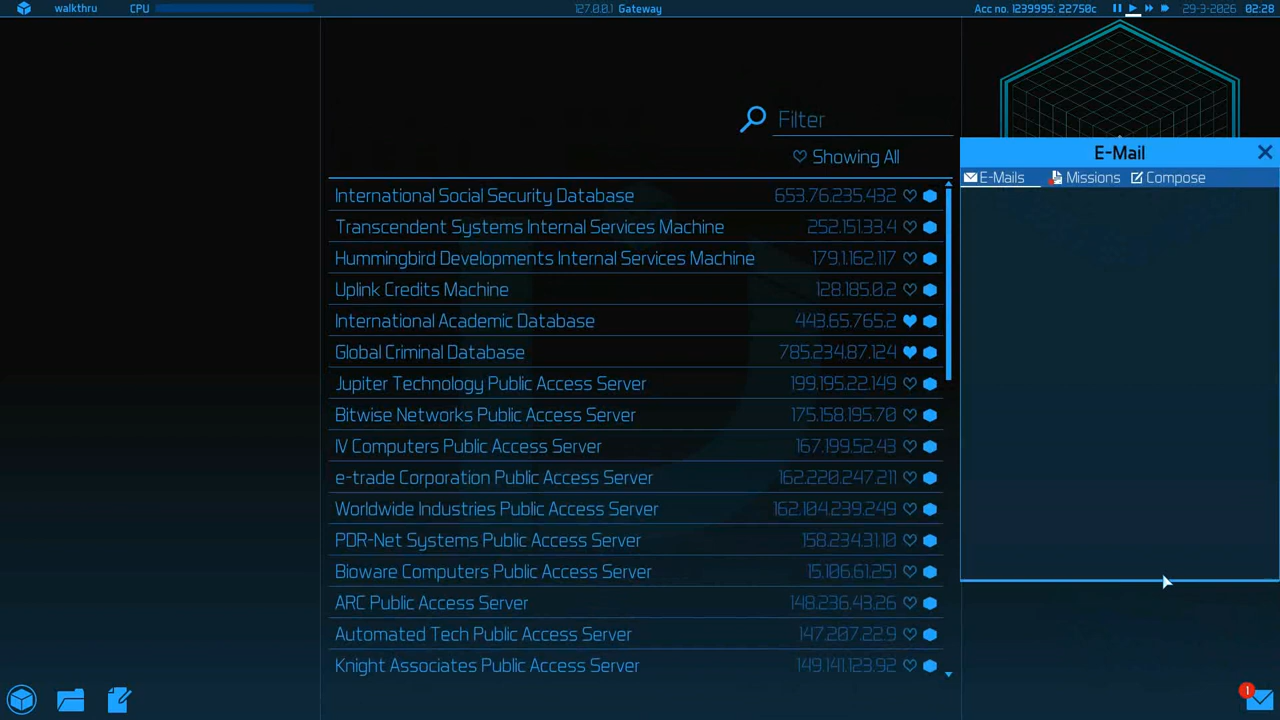 walkthru CPU 127.0.0.1 Gateway Acc no. 1239995: 22750c 29-3-2026 02:28
Filter
Showing All
E-Mail
E-Mails Missions Compose
International Social Security Database 653.76.235.432
Transcendent Systems Internal Services Machine 252.151.33.4
Hummingbird Developments Internal Services Machine 179.1.162.117
Uplink Credits Machine 128.185.0.2
International Academic Database 443.65.765.2
Global Criminal Database 785.234.87.124
Jupiter Technology Public Access Server 199.195.22.149
Bitwise Networks Public Access Server 175.158.195.70
IV Computers Public Access Server 167.199.52.43
e-trade Corporation Public Access Server 162.220.247.211
Worldwide Industries Public Access Server 162.104.239.249
PDR-Net Systems Public Access Server 158.234.31.10
Bioware Computers Public Access Server 15.106.61.251
ARC Public Access Server 148.236.43.26
Automated Tech Public Access Server 147.207.22.9
Knight Associates Public Access Server 149.141.123.92
1